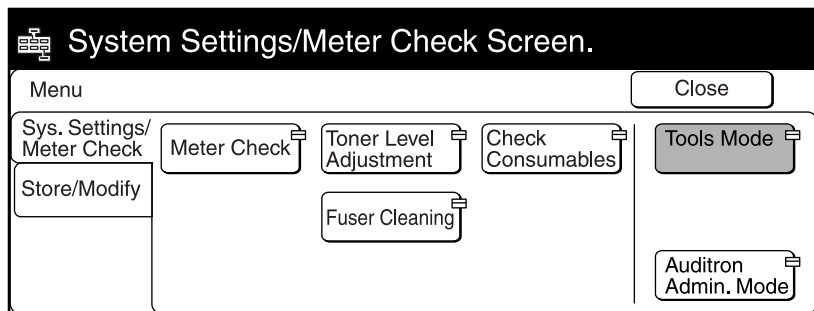 System Settings/Meter Check Screen.
Menu
Close
Sys. Settings/
Meter Check
Store/Modify
Meter Check
Toner Level
Adjustment
Check
Consumables
Tools Mode
Fuser Cleaning
Auditron
Admin. Mode